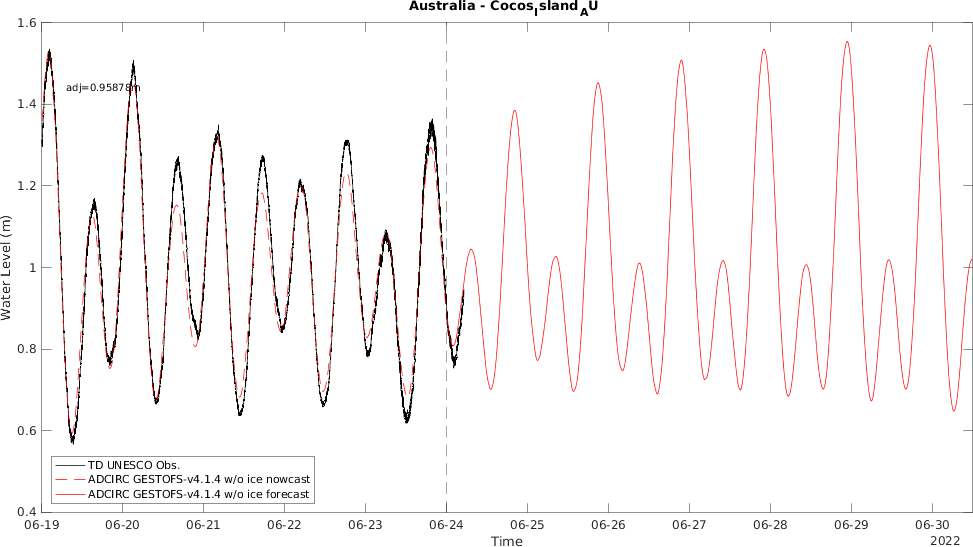 Australia - Cocos_Island_AU
1.6
1.4
1.2
1
0.8
0.6
0.4
Water Level (m)
adj=0.95878m
TD UNESCO Obs.
ADCIRC GESTOFS-v4.1.4 w/o ice nowcast
ADCIRC GESTOFS-v4.1.4 w/o ice forecast
06-19 06-20 06-21 06-22 06-23 06-24 06-25 06-26 06-27 06-28 06-29 06-30
Time
2022